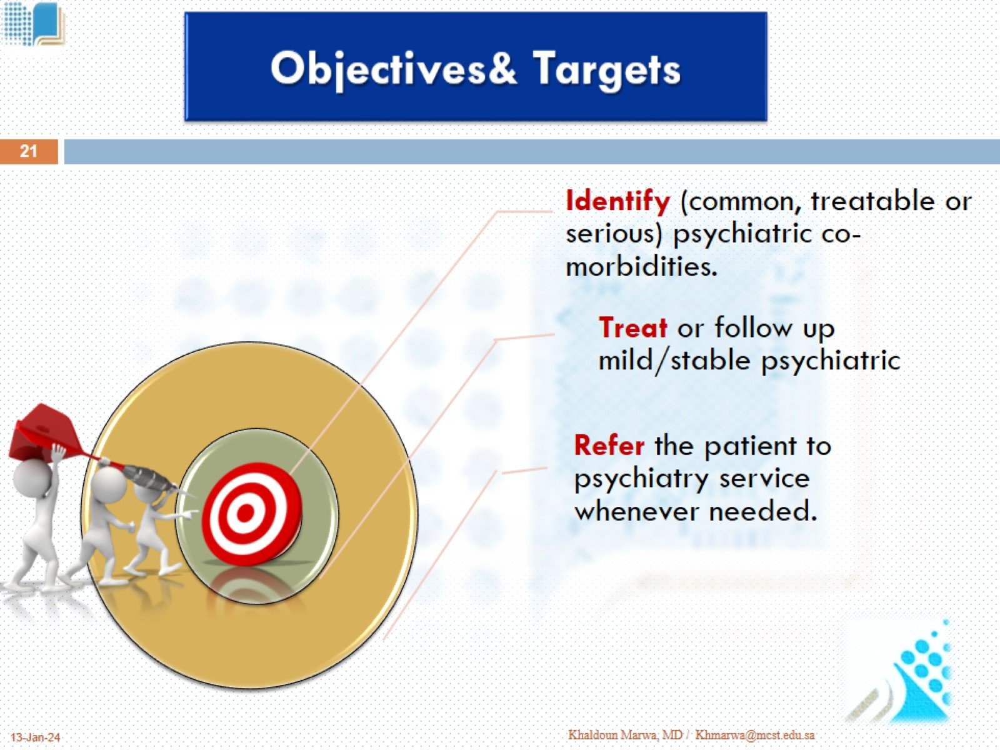 Objectives& Targets
21
Identify (common, treatable or
serious) psychiatric co-
morbidities.
Treat or follow up
mild/stable psychiatric
Refer the patient to
psychiatry service
whenever needed.
13-Jan-24
Khaldoun Marwa, MD / Khmarwa@mcst.edu.sa